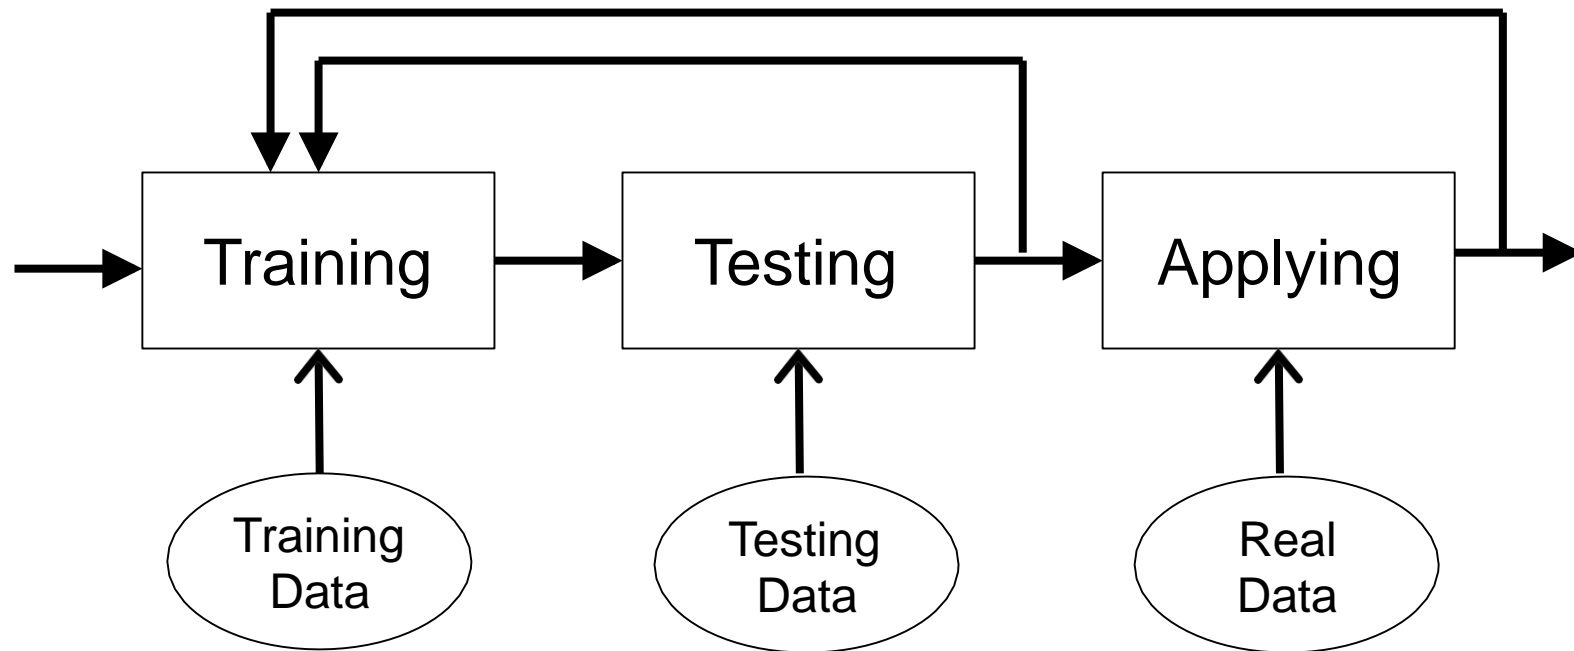 Training
Testing
Applying
Training
Data
Testing
Data
Real
Data